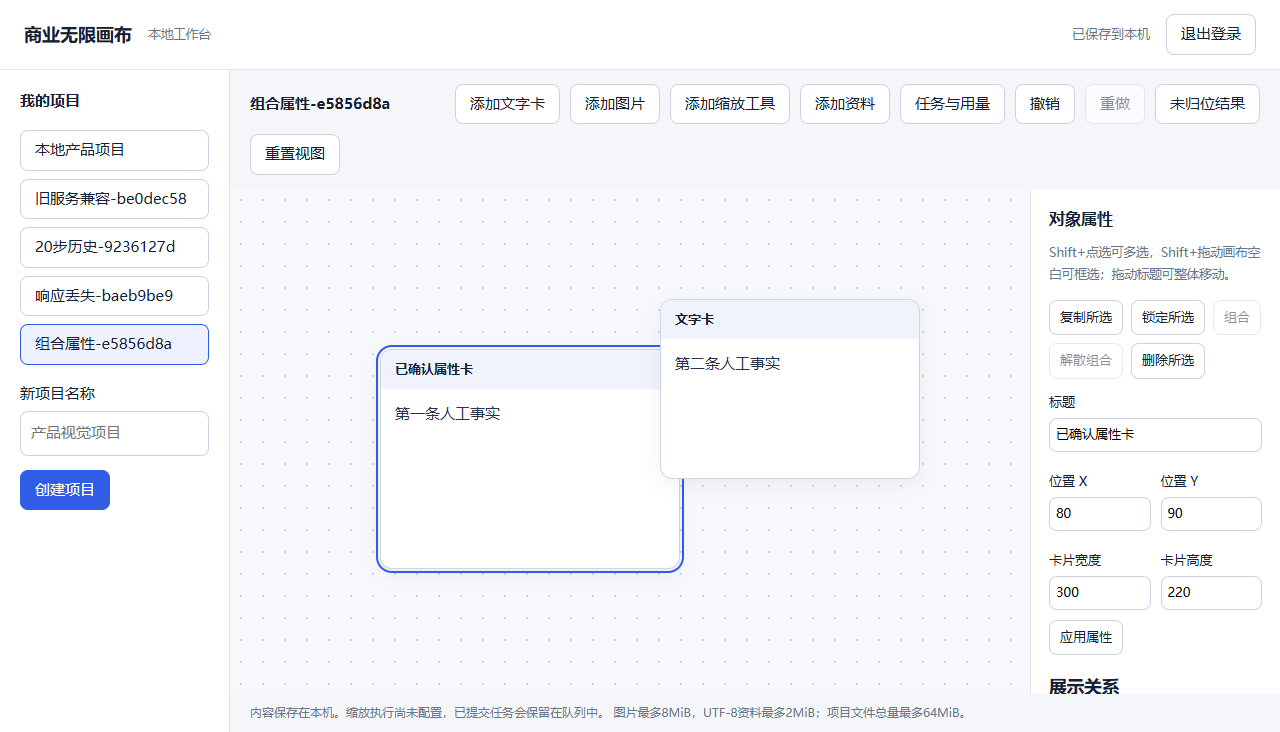 商业无限画布 本地工作台 已保存到本机 退出登录
我的项目
本地产品项目
旧服务兼容-be0dec58
20步历史-9236127d
响应丢失-baeb9be9
组合属性-e5856d8a
新项目名称
产品视觉项目
创建项目
组合属性-e5856d8a 添加文字卡 添加图片 添加缩放工具 添加资料 任务与用量 撤销 重做 未归位结果
重置视图
已确认属性卡
第一条人工事实
文字卡
第二条人工事实
对象属性
Shift+点选可多选，Shift+拖动画布空
白可框选；拖动标题可整体移动。
复制所选 锁定所选 组合
解散组合 删除所选
标题
已确认属性卡
位置 X 位置 Y
80 90
卡片宽度 卡片高度
300 220
应用属性
展示关系
内容保存在本机。缩放执行尚未配置，已提交任务会保留在队列中。 图片最多8MiB，UTF-8资料最多2MiB；项目文件总量最多64MiB。